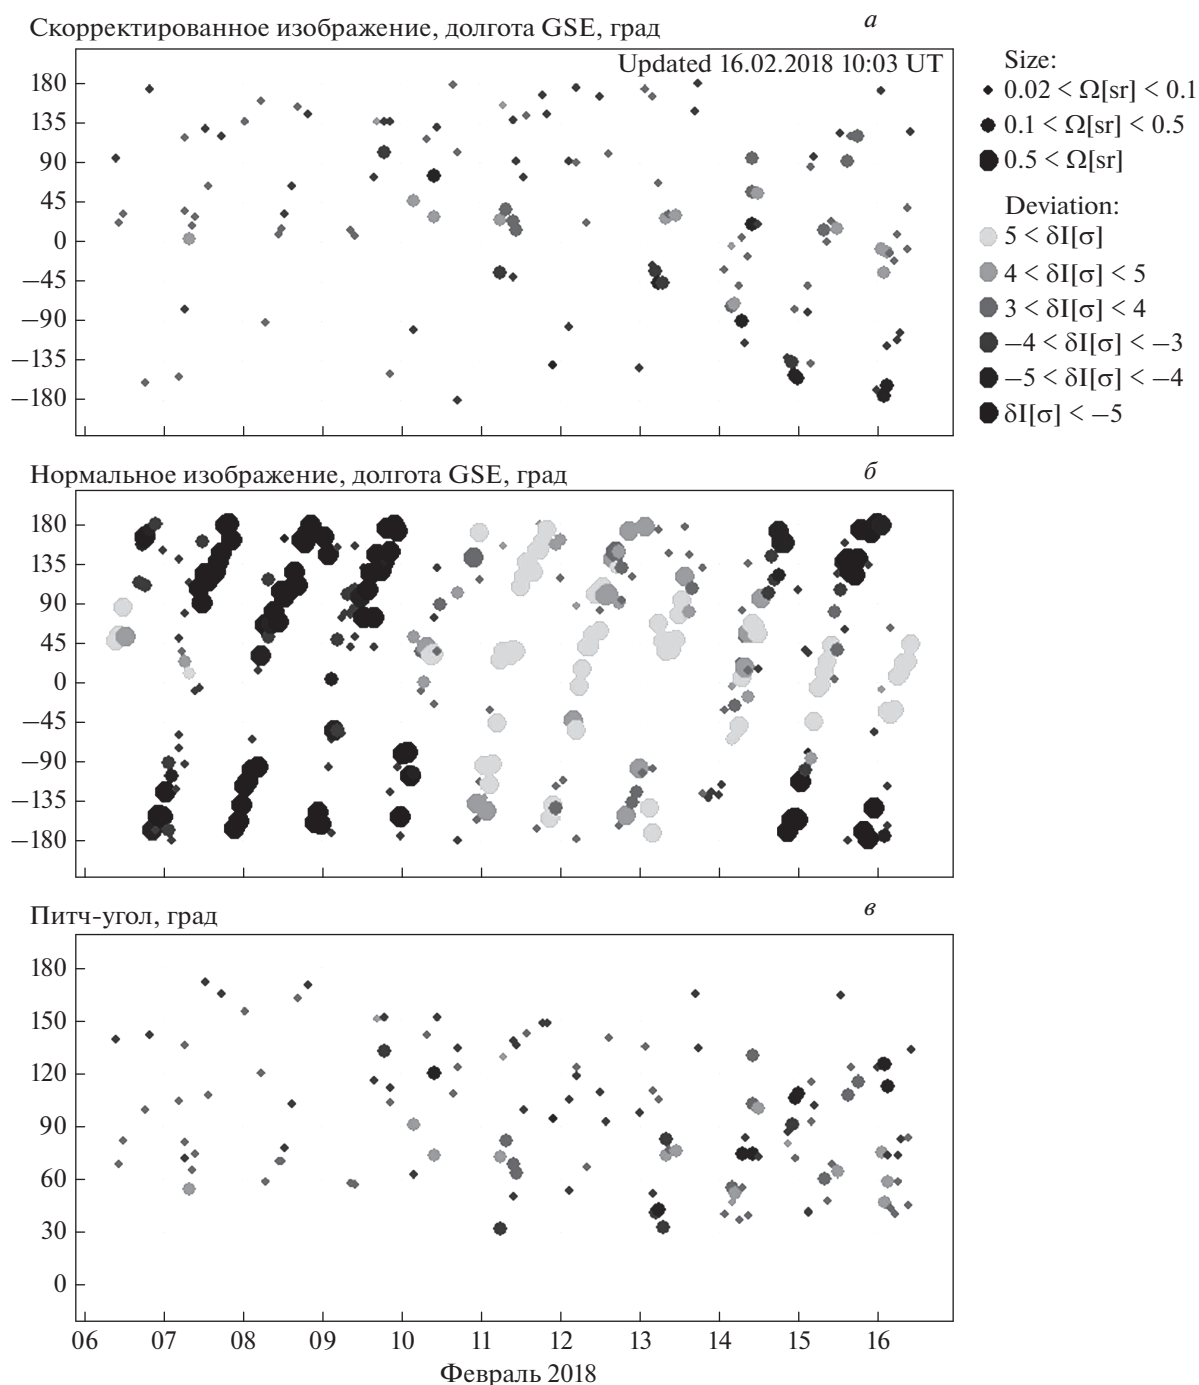 Скорректированное изображение, долгота GSE, град
а
Updated 16.02.2018 10:03 UT
180
135
90
45
0
−45
−90
−135
−180
Size:
0.02 < Ω[sr] < 0.1
0.1 < Ω[sr] < 0.5
0.5 < Ω[sr]
Deviation:
5 < δI[σ]
4 < δI[σ] < 5
3 < δI[σ] < 4
−4 < δI[σ] < −3
−5 < δI[σ] < −4
δI[σ] < −5
Нормальное изображение, долгота GSE, град
б
180
135
90
45
0
−45
−90
−135
−180
Питч-угол, град
в
180
150
120
90
60
30
0
06 07 08 09 10 11 12 13 14 15 16
Февраль 2018